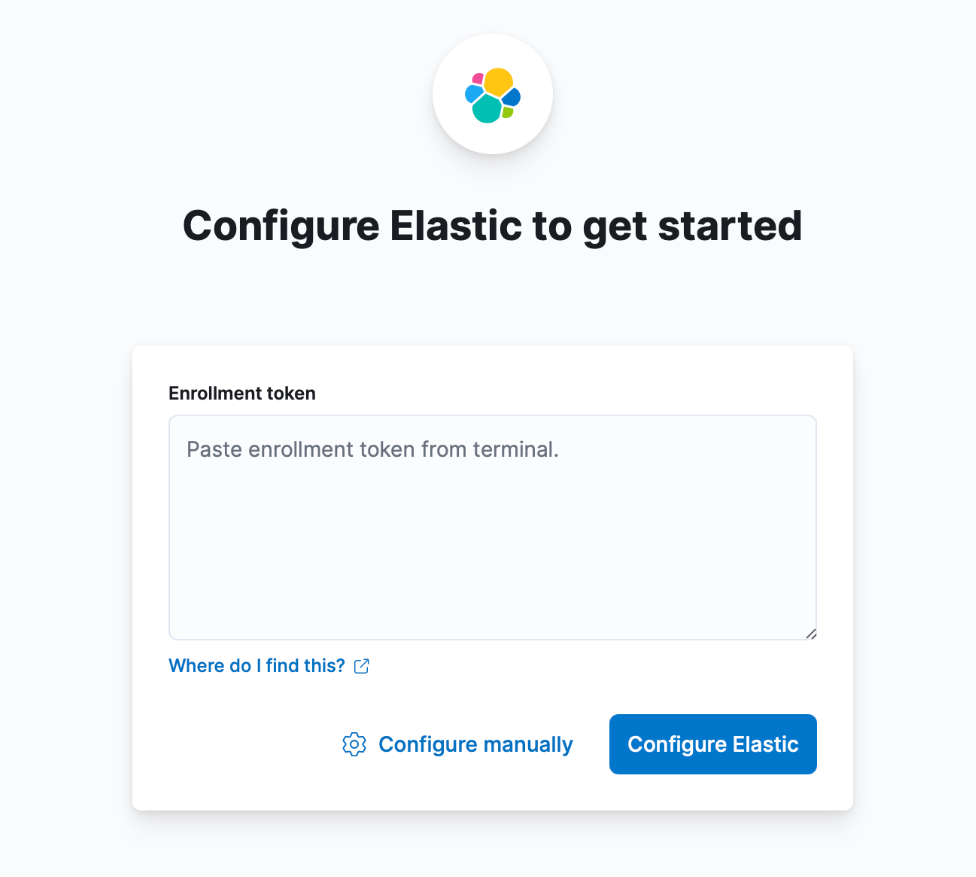 Configure Elastic to get started
Enrollment token
Paste enrollment token from terminal.
Where do I find this?
Configure manually
Configure Elastic